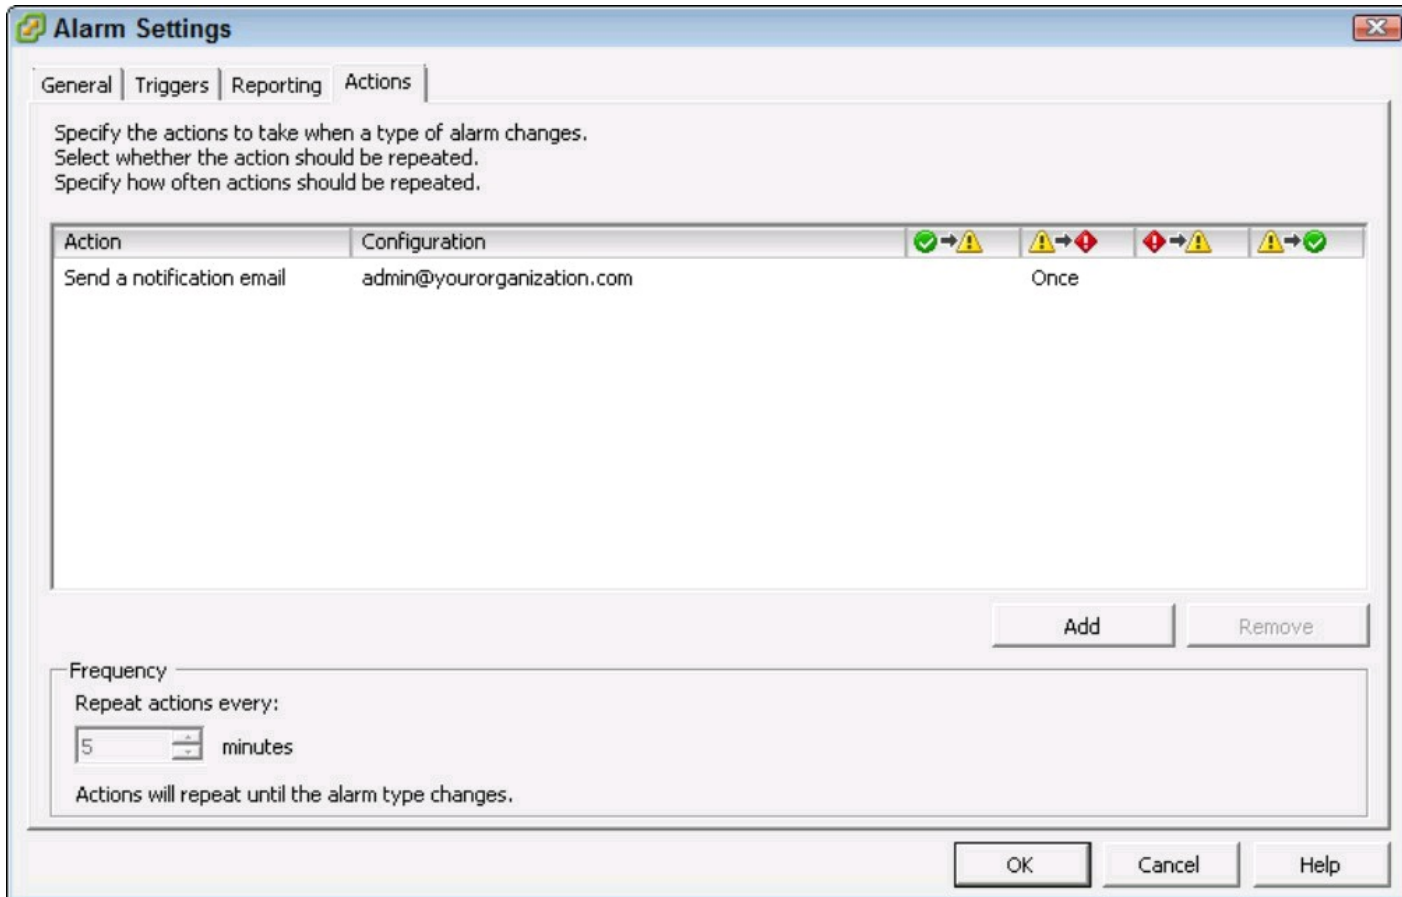 Alarm Settings
General Triggers Reporting Actions
Specify the actions to take when a type of alarm changes.
Select whether the action should be repeated.
Specify how often actions should be repeated.
Action Configuration
Send a notification email admin@yourorganization.com Once
Add Remove
Frequency
Repeat actions every:
5 minutes
Actions will repeat until the alarm type changes.
OK Cancel Help